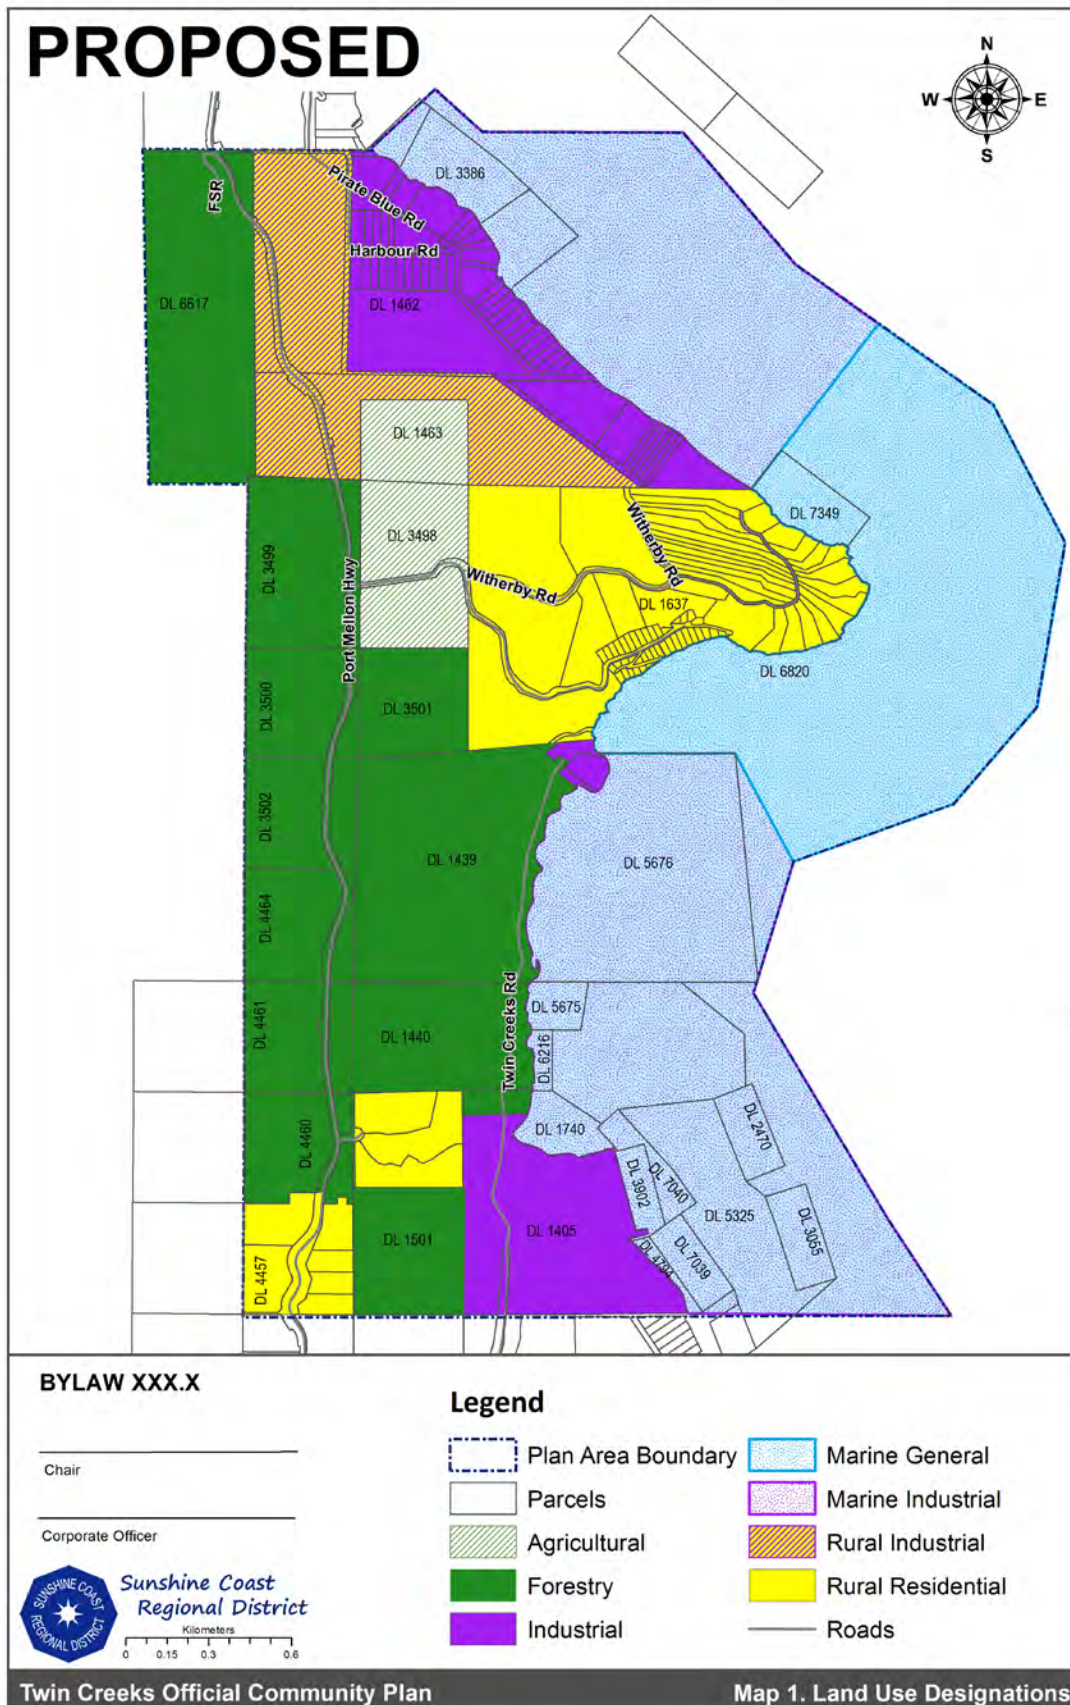 PROPOSED
N
W E
S
DL 3386
Pirate Blue Rd
FSR
Harbour Rd
DL 6617
DL 1462
DL 1463
DL 7349
DL 3498
Witherby Rd
DL 3499
Witherby Rd
DL 1637
Port Mellon Hwy
DL 6820
DL 3500
DL 3501
DL 3502
DL 1439
DL 5676
DL 4464
DL 5675
DL 4461
DL 1440
Twin Creeks Rd
DL 6216
DL 4460
DL 1740
DL 2470
DL 3902
DL 7040
DL 5325
DL 3055
DL 1501
DL 1405
DL 7039
DL 4794
DL 4457
BYLAW XXX.X
Chair
Corporate Officer
SUNSHINE COAST
REGIONAL DISTRICT
Sunshine Coast
Regional District
Kilometers
0 0.15 0.3 0.6
Legend
Plan Area Boundary
Parcels
Agricultural
Forestry
Industrial
Marine General
Marine Industrial
Rural Industrial
Rural Residential
Roads
Twin Creeks Official Community Plan
Map 1. Land Use Designations